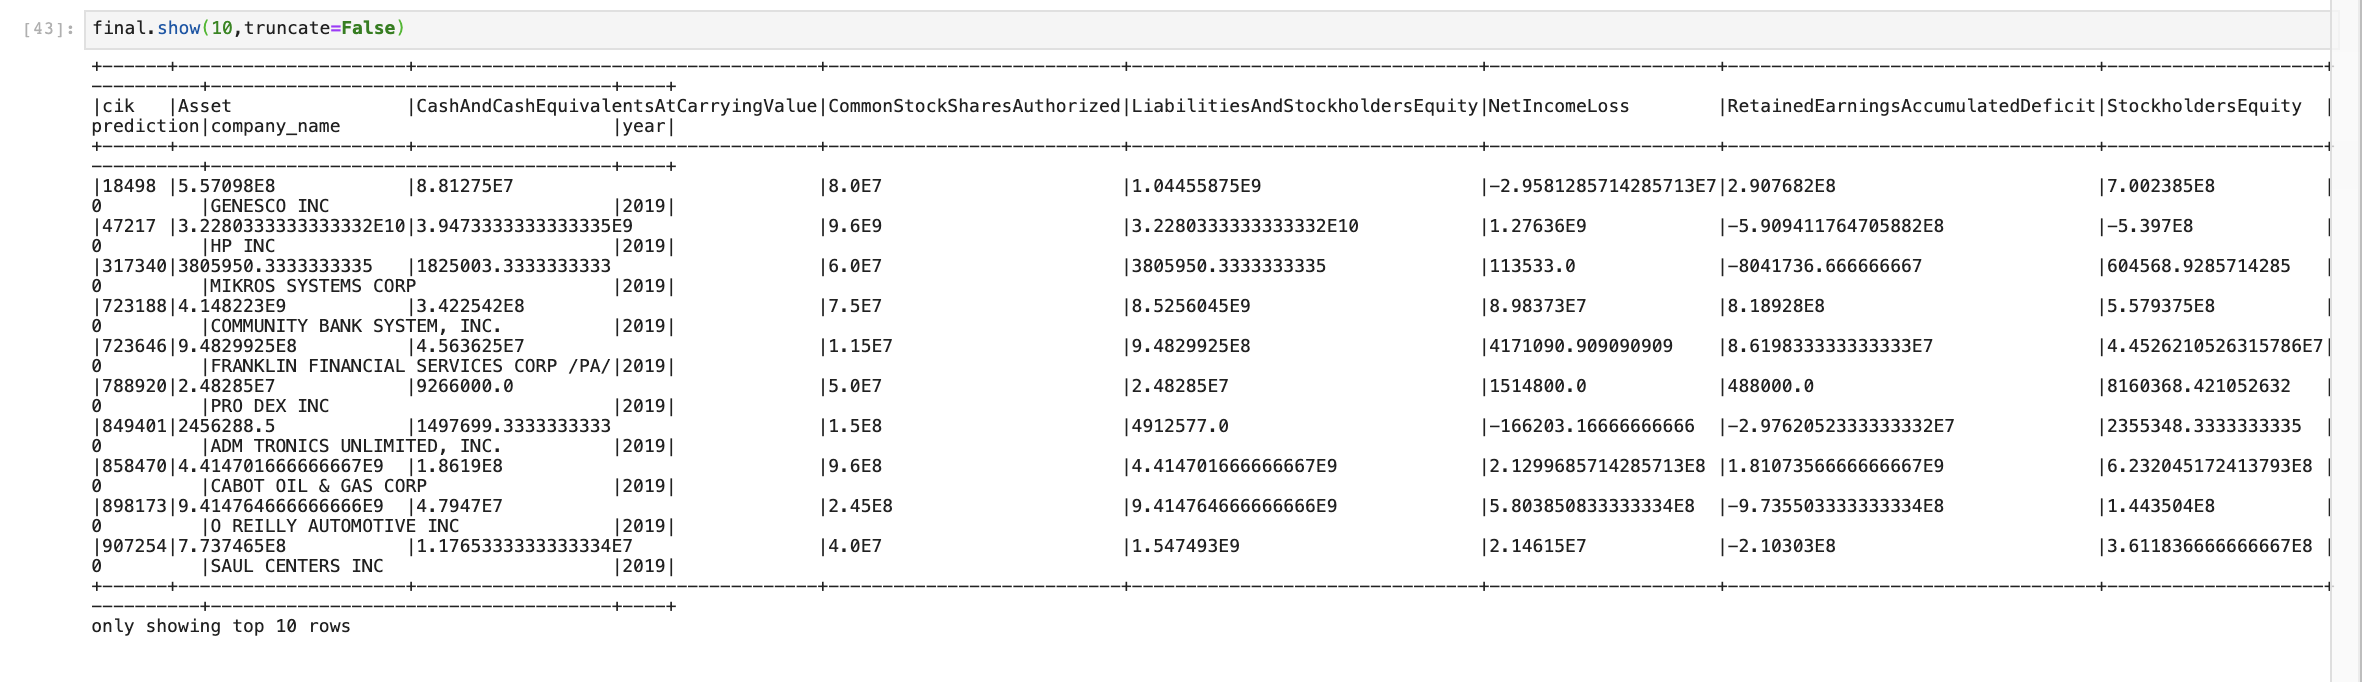 [43]: final.show(10,truncate=False)
+------+---------------------+-------------------------------------+---------------------------+--------------------------------+---------------------+----------------------------------+--------------------+
----------+-------------------------------------+----+
|cik   |Asset                |CashAndCashEquivalentsAtCarryingValue|CommonStockSharesAuthorized|LiabilitiesAndStockholdersEquity|NetIncomeLoss        |RetainedEarningsAccumulatedDeficit|StockholdersEquity  |
prediction|company_name                         |year|
+------+---------------------+-------------------------------------+---------------------------+--------------------------------+---------------------+----------------------------------+--------------------+
----------+-------------------------------------+----+
|18498 |5.57098E8            |8.81275E7                            |8.0E7                      |1.04455875E9                    |-2.9581285714285713E7|2.907682E8                        |7.002385E8          |
0         |GENESCO INC                          |2019|
|47217 |3.2280333333333332E10|3.9473333333333335E9                 |9.6E9                      |3.2280333333333332E10           |1.27636E9            |-5.909411764705882E8              |-5.397E8            |
0         |HP INC                               |2019|
|317340|3805950.3333333335   |1825003.3333333333                   |6.0E7                      |3805950.3333333335              |113533.0             |-8041736.666666667                |604568.9285714285   |
0         |MIKROS SYSTEMS CORP                  |2019|
|723188|4.148223E9           |3.422542E8                           |7.5E7                      |8.5256045E9                     |8.98373E7            |8.18928E8                         |5.579375E8          |
0         |COMMUNITY BANK SYSTEM, INC.          |2019|
|723646|9.4829925E8          |4.563625E7                           |1.15E7                     |9.4829925E8                     |4171090.909090909    |8.619833333333333E7               |4.4526210526315786E7|
0         |FRANKLIN FINANCIAL SERVICES CORP /PA/|2019|
|788920|2.48285E7            |9266000.0                            |5.0E7                      |2.48285E7                       |1514800.0            |488000.0                          |8160368.421052632   |
0         |PRO DEX INC                          |2019|
|849401|2456288.5            |1497699.3333333333                   |1.5E8                      |4912577.0                       |-166203.16666666666  |-2.9762052333333332E7             |2355348.3333333335  |
0         |ADM TRONICS UNLIMITED, INC.          |2019|
|858470|4.414701666666667E9  |1.8619E8                             |9.6E8                      |4.414701666666667E9             |2.1299685714285713E8 |1.8107356666666667E9              |6.232045172413793E8 |
0         |CABOT OIL & GAS CORP                 |2019|
|898173|9.414764666666666E9  |4.7947E7                             |2.45E8                     |9.414764666666666E9             |5.803850833333334E8  |-9.735503333333334E8              |1.443504E8          |
0         |O REILLY AUTOMOTIVE INC              |2019|
|907254|7.737465E8           |1.1765333333333334E7                 |4.0E7                      |1.547493E9                      |2.14615E7            |-2.10303E8                        |3.611836666666667E8 |
0         |SAUL CENTERS INC                     |2019|
+------+---------------------+-------------------------------------+---------------------------+--------------------------------+---------------------+----------------------------------+--------------------+
----------+-------------------------------------+----+
only showing top 10 rows